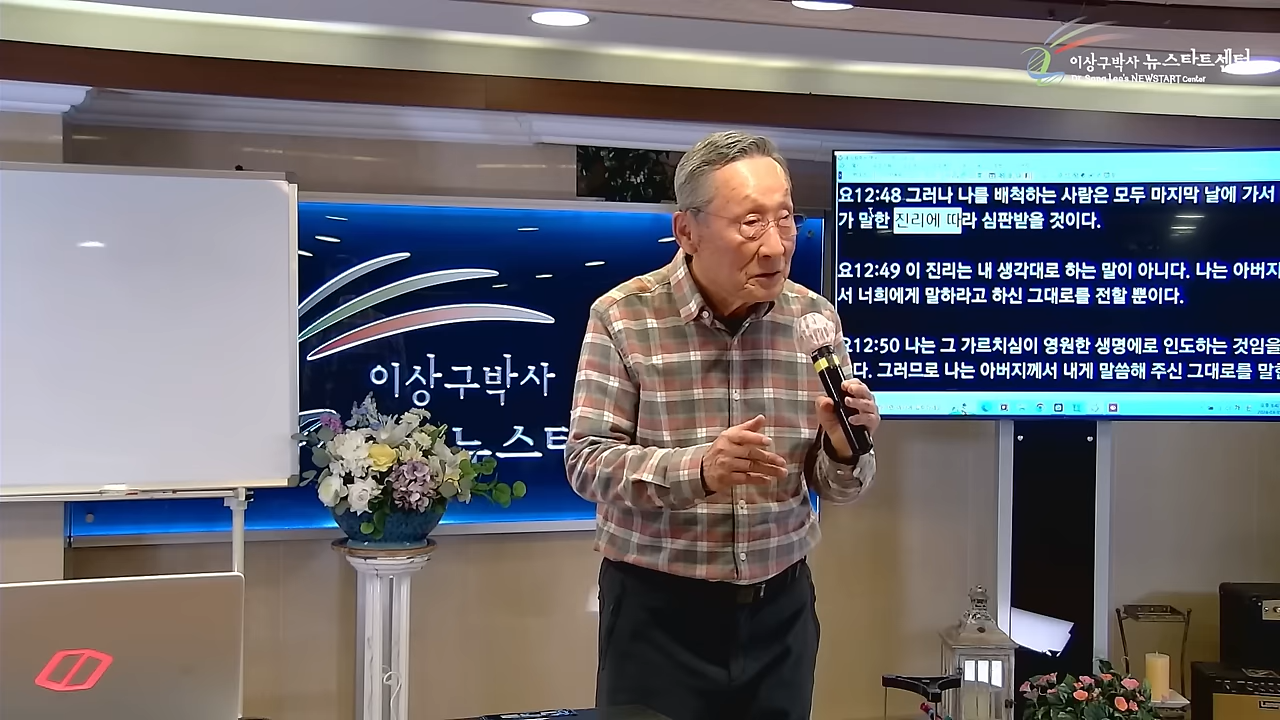 이상구박사 뉴스타트센터
Dr. Sang Lee's NEWSTART Center
이상구박사
뉴스타
요12:48 그러나 나를 배척하는 사람은 모두 마지막 날에 가서
가 말한 진리에 따라 심판받을 것이다.
요12:49 이 진리는 내 생각대로 하는 말이 아니다. 나는 아버지
서 너희에게 말하라고 하신 그대로를 전할 뿐이다.
요12:50 나는 그 가르치심이 영원한 생명에로 인도하는 것임을
다. 그러므로 나는 아버지께서 내게 말씀해 주신 그대로를 말할